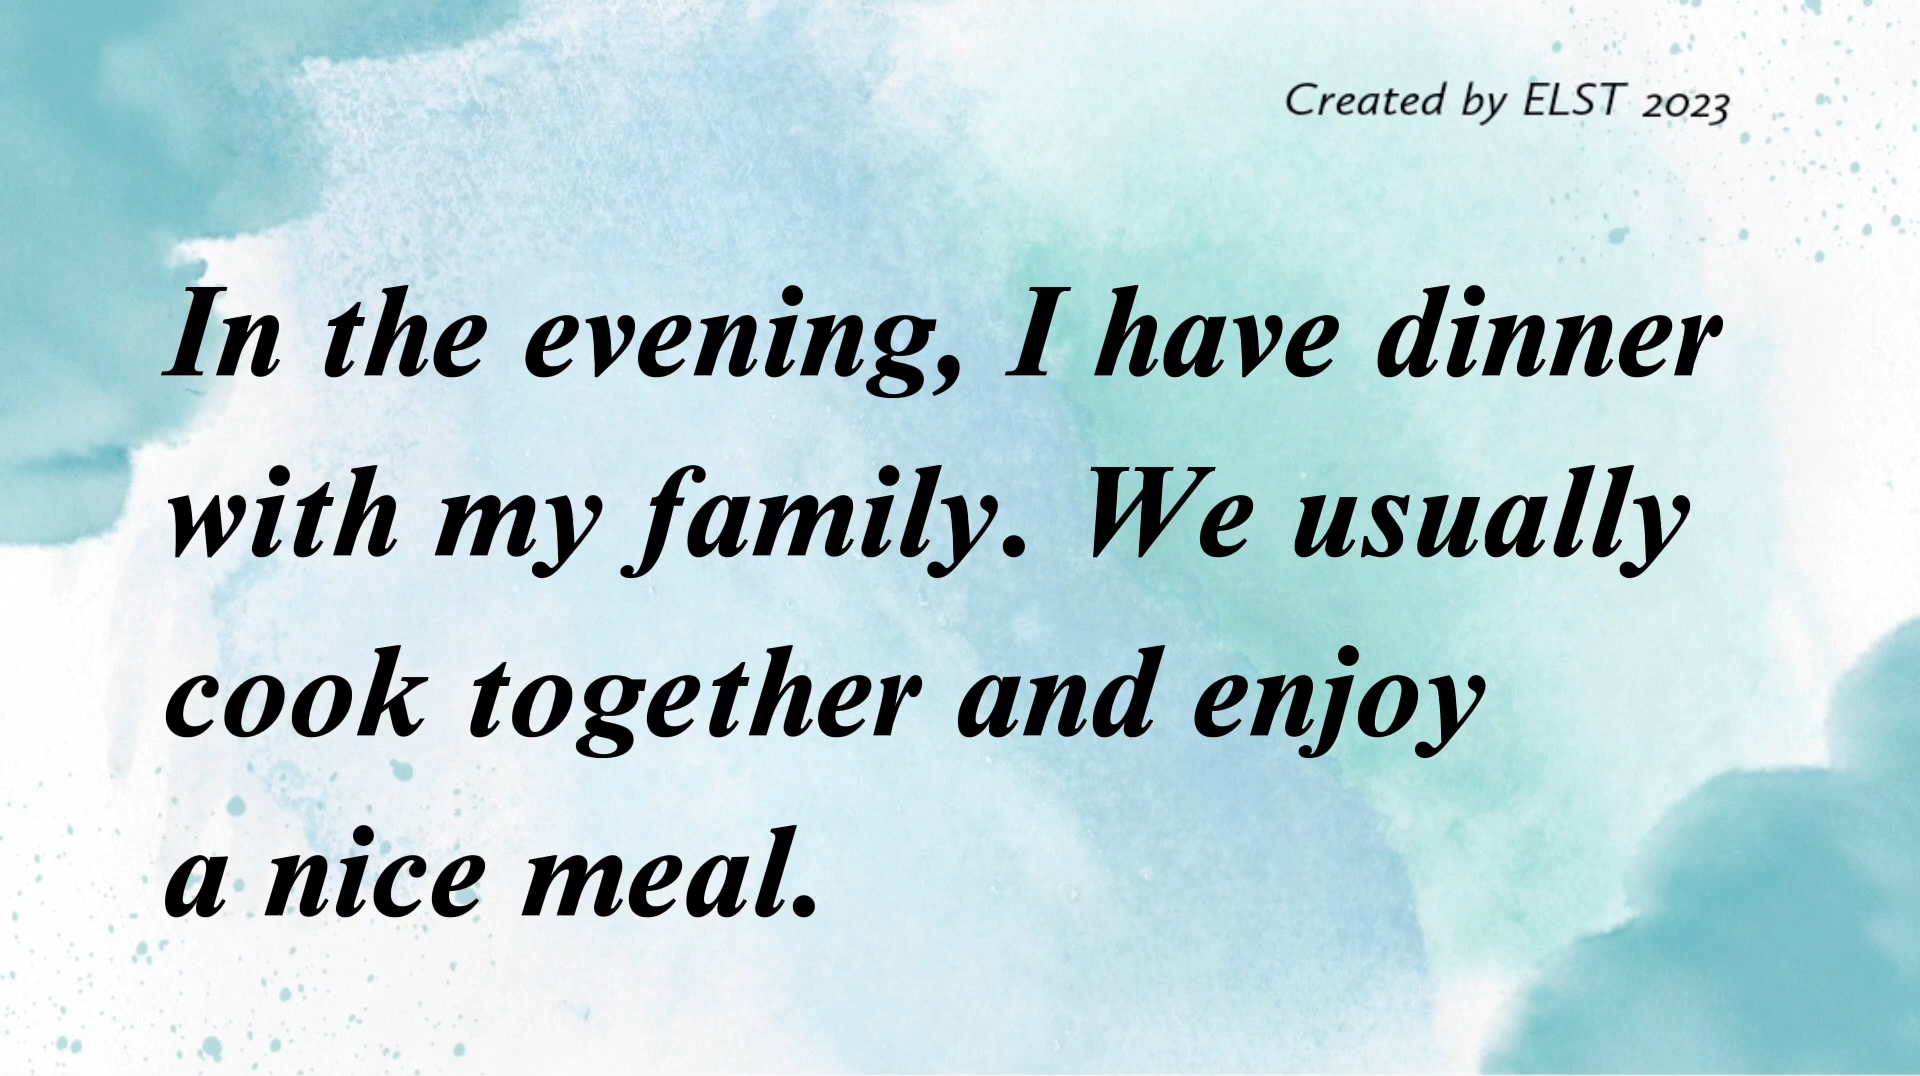 Created by ELST 2023
In the evening, I have dinner
with my family. We usually
cook together and enjoy
a nice meal.